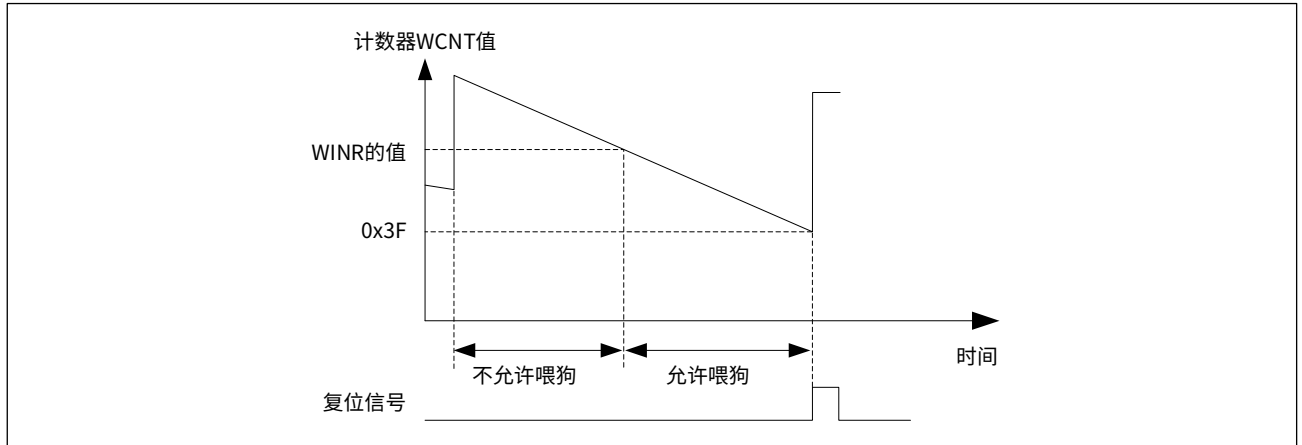 计数器WCNT值
WINR的值
0x3F
时间
不允许喂狗
允许喂狗
复位信号